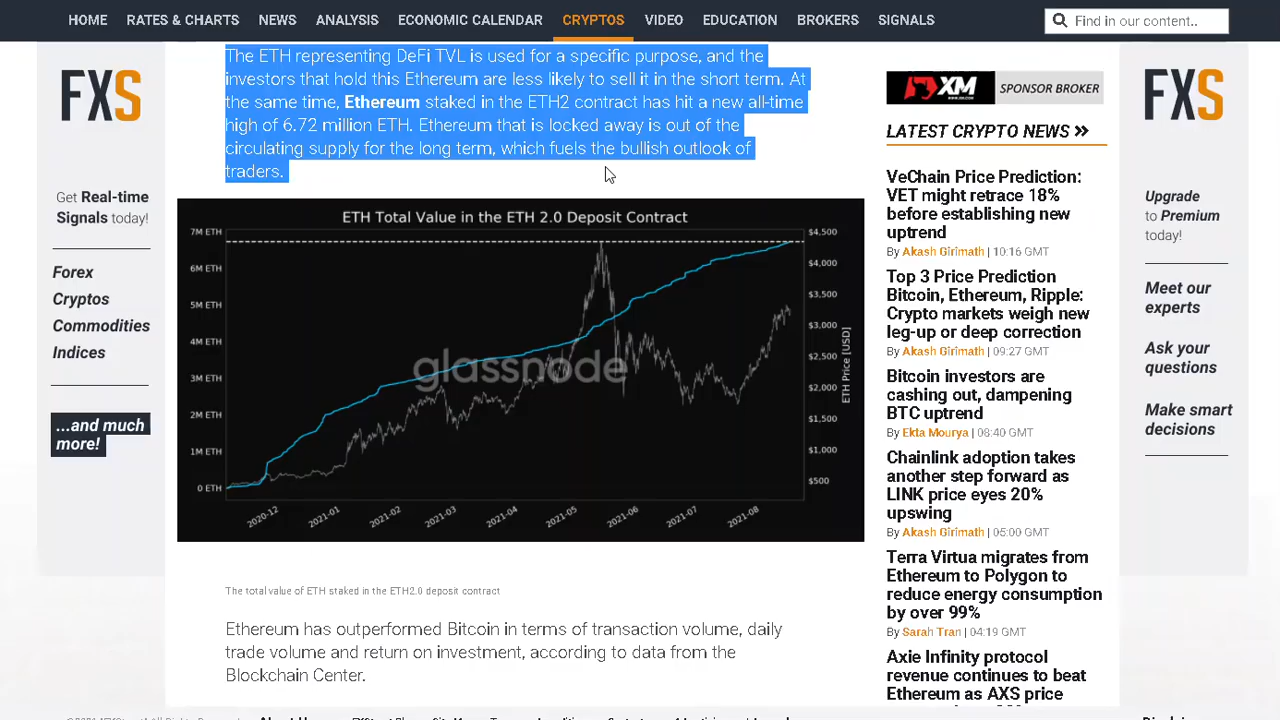 HOME RATES & CHARTS NEWS ANALYSIS ECONOMIC CALENDAR CRYPTOS VIDEO EDUCATION BROKERS SIGNALS
Find in our content..
FXS
Get Real-time
Signals today!
Forex
Cryptos
Commodities
Indices
...and much
more!
The ETH representing DeFi TVL is used for a specific purpose, and the
investors that hold this Ethereum are less likely to sell it in the short term. At
the same time, Ethereum staked in the ETH2 contract has hit a new all-time
high of 6.72 million ETH. Ethereum that is locked away is out of the
circulating supply for the long term, which fuels the bullish outlook of
traders.
ETH Total Value in the ETH 2.0 Deposit Contract
7M ETH
6M ETH
5M ETH
4M ETH
3M ETH
2M ETH
1M ETH
0 ETH
$4,500
$4,000
$3,500
$3,000
$2,500
$2,000
$1,500
$1,000
$500
ETH Price [USD]
glassnode
2020-12 2021-01 2021-02 2021-03 2021-04 2021-05 2021-06 2021-07 2021-08
The total value of ETH staked in the ETH2.0 deposit contract
Ethereum has outperformed Bitcoin in terms of transaction volume, daily
trade volume and return on investment, according to data from the
Blockchain Center.
XM SPONSOR BROKER
LATEST CRYPTO NEWS
VeChain Price Prediction:
VET might retrace 18%
before establishing new
uptrend
By Akash Girimath | 10:16 GMT
Top 3 Price Prediction
Bitcoin, Ethereum, Ripple:
Crypto markets weigh new
leg-up or deep correction
By Akash Girimath | 09:27 GMT
Bitcoin investors are
cashing out, dampening
BTC uptrend
By Ekta Mourya | 08:40 GMT
Chainlink adoption takes
another step forward as
LINK price eyes 20%
upswing
By Akash Girimath | 05:00 GMT
Terra Virtua migrates from
Ethereum to Polygon to
reduce energy consumption
by over 99%
By Sarah Tran | 04:19 GMT
Axie Infinity protocol
revenue continues to beat
Ethereum as AXS price
FXS
Upgrade
to Premium
today!
Meet our
experts
Ask your
questions
Make smart
decisions